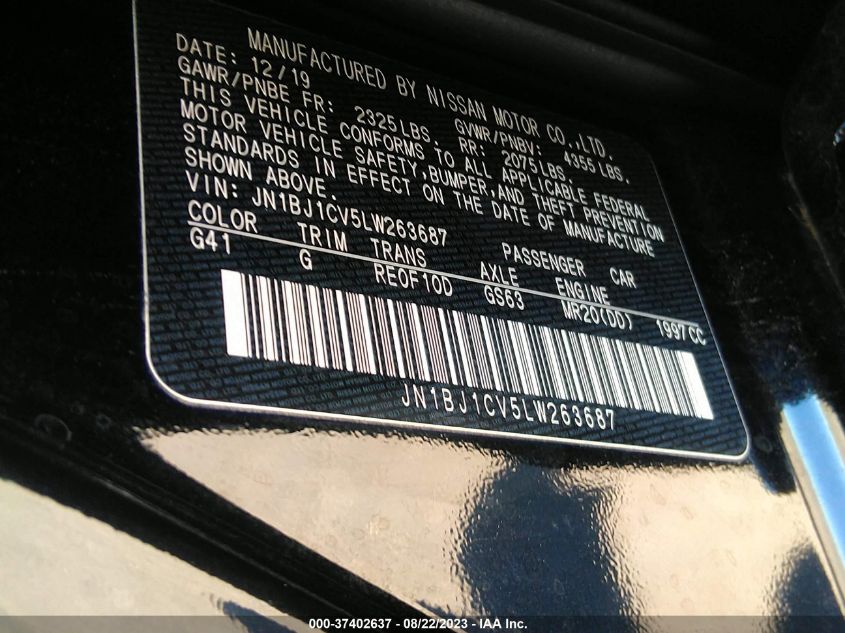 MANUFACTURED BY NISSAN MOTOR CO.,LTD.
DATE: 12/19 GVWR/PNBV: 4355LBS.
GAWR/PNBE FR: 2325LBS. RR: 2075LBS.
THIS VEHICLE CONFORMS TO ALL APPLICABLE FEDERAL
MOTOR VEHICLE SAFETY,BUMPER,AND THEFT PREVENTION
STANDARDS IN EFFECT ON THE DATE OF MANUFACTURE
SHOWN ABOVE.
VIN: JN1BJ1CV5LW263687 PASSENGER CAR
COLOR TRIM TRANS AXLE ENGINE
G41 G RE0F10D GS63 MR20(DD) 1997CC
JN1BJ1CV5LW263687
000-37402637 - 08/22/2023 - IAA Inc.